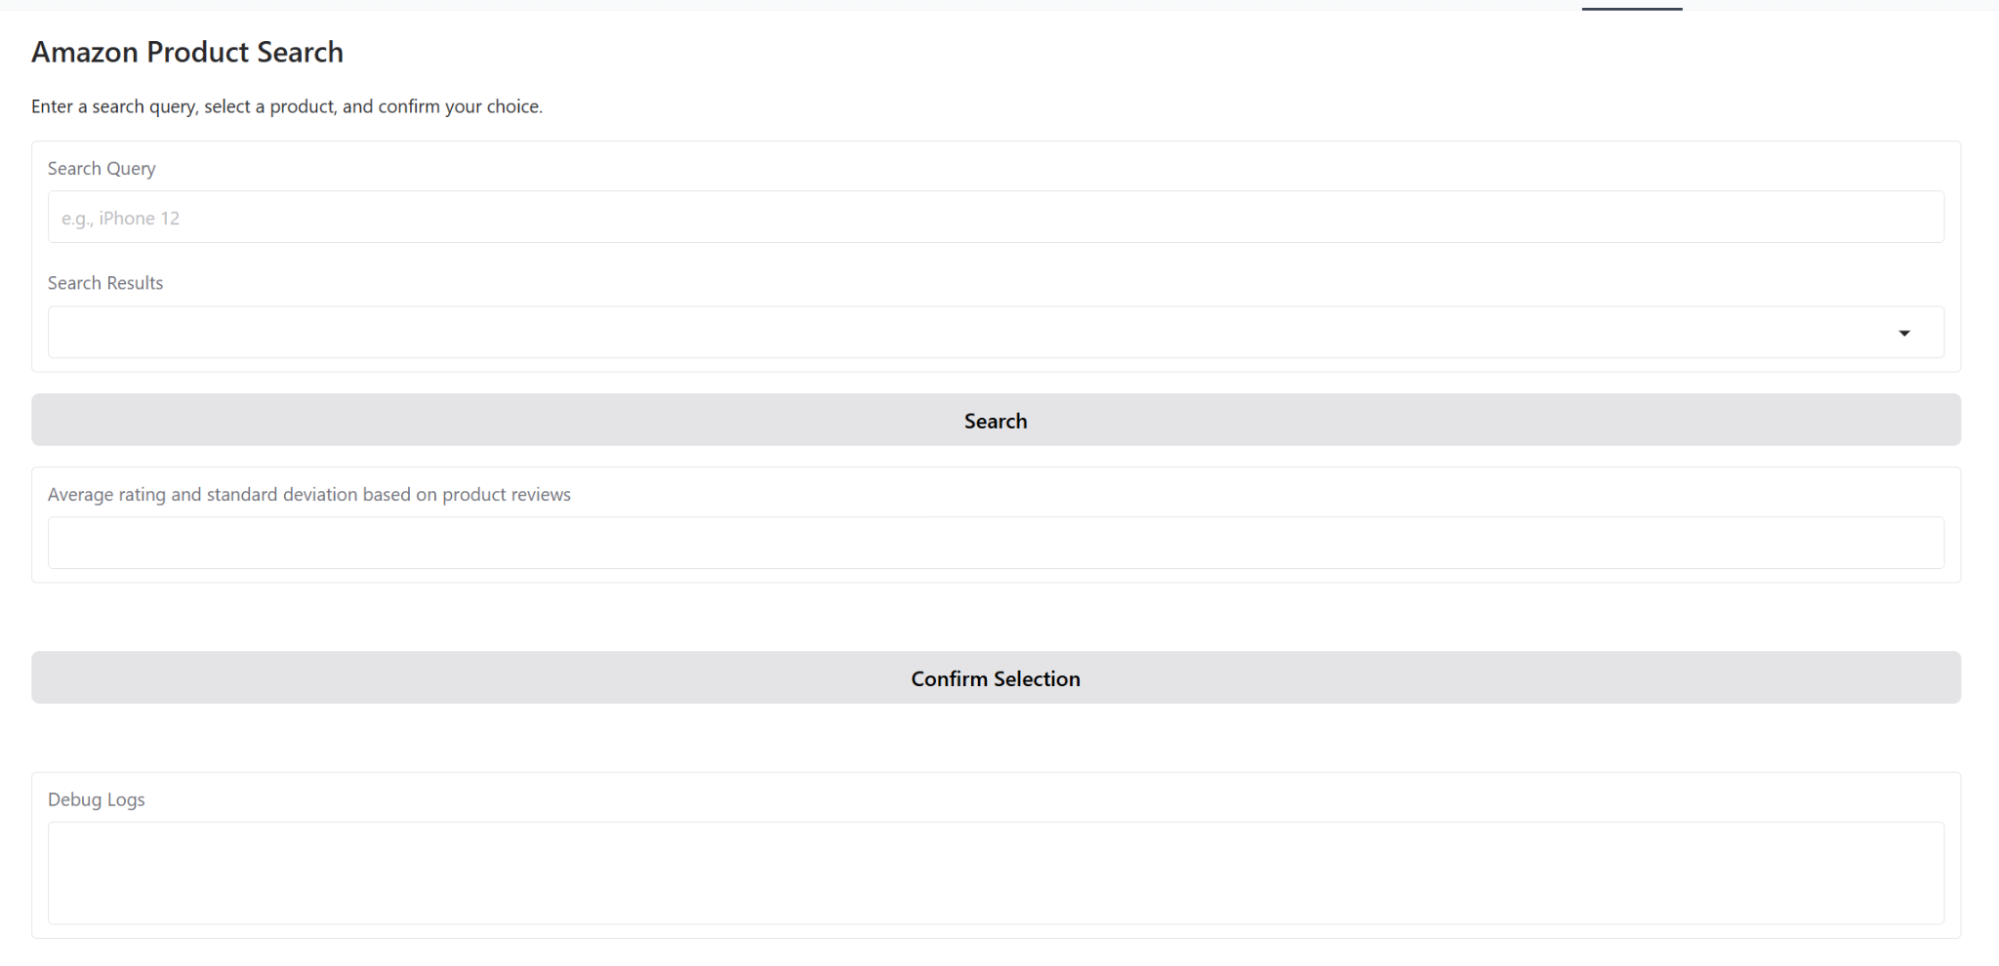 Amazon Product Search
Enter a search query, select a product, and confirm your choice.
Search Query
e.g., iPhone 12
Search Results
Search
Average rating and standard deviation based on product reviews
Confirm Selection
Debug Logs